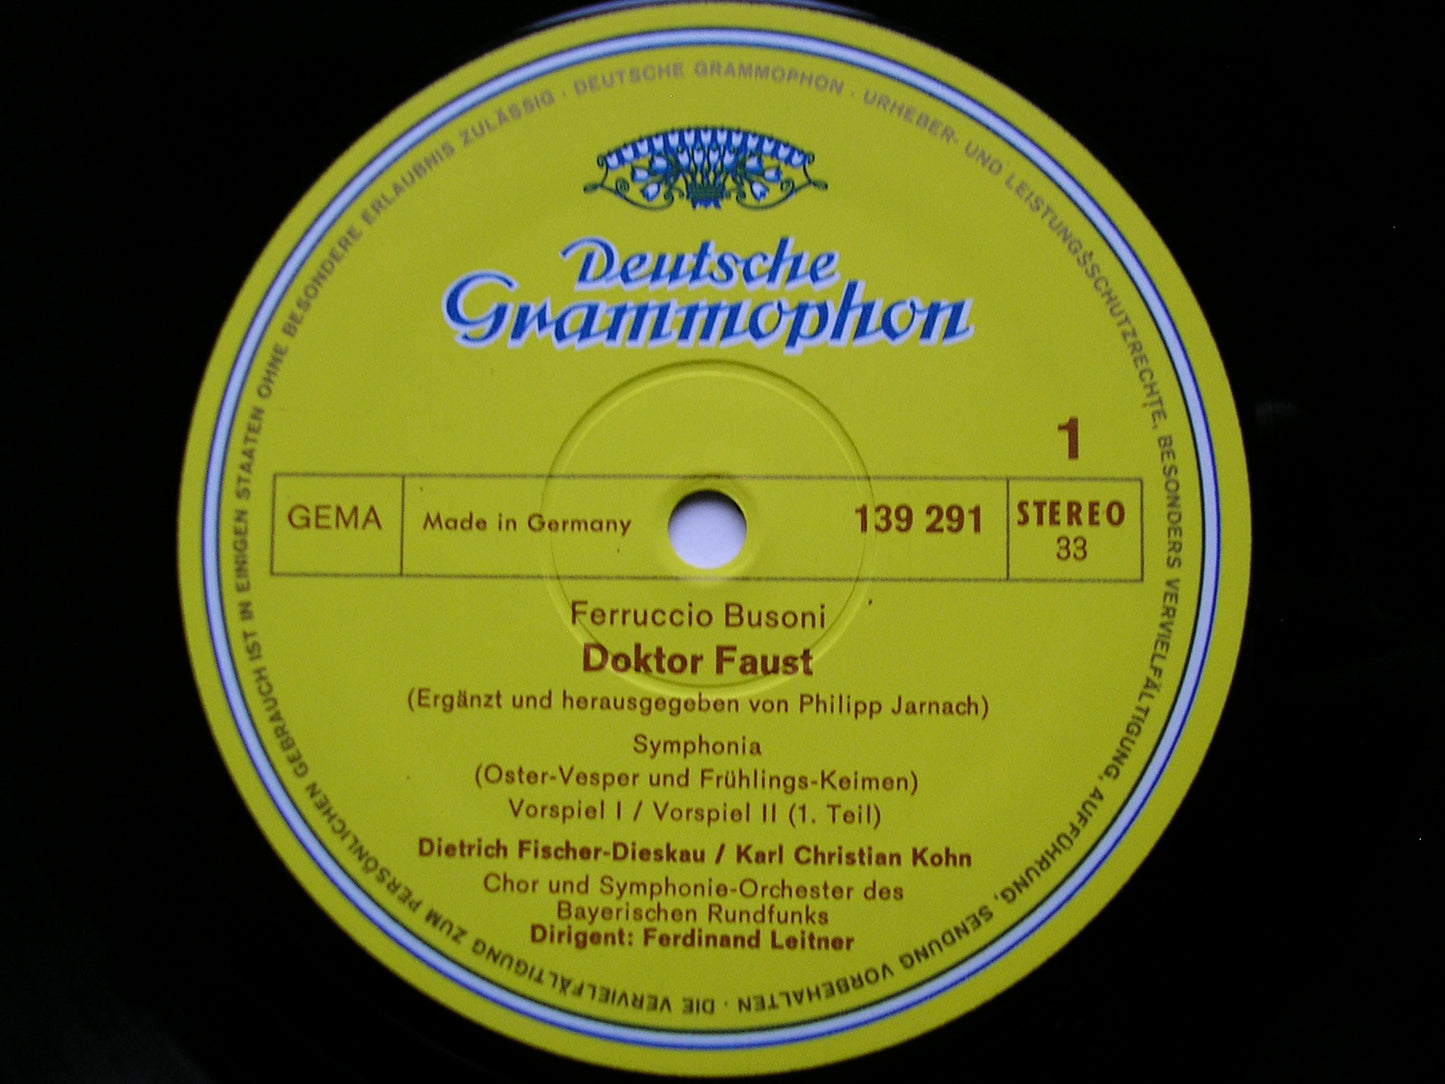 DEUTSCHE GRAMMOPHON · URHEBER- UND LEISTUNGSSCHUTZRECHTE, BESONDERS VERVIELFÄLTIGUNG, AUFFÜHRUNG, SENDUNG VORBEHALTEN · DIE VERVIELFÄLTIGUNG ZUM PERSÖNLICHEN GEBRAUCH IST IN EINIGEN STAATEN OHNE BESONDERE ERLAUBNIS ZULÄSSIG ·
Deutsche
Grammophon
1
GEMA
Made in Germany
139 291
STEREO
33
Ferruccio Busoni
Doktor Faust
(Ergänzt und herausgegeben von Philipp Jarnach)
Symphonia
(Oster-Vesper und Frühlings-Keimen)
Vorspiel I / Vorspiel II (1. Teil)
Dietrich Fischer-Dieskau / Karl Christian Kohn
Chor und Symphonie-Orchester des
Bayerischen Rundfunks
Dirigent: Ferdinand Leitner